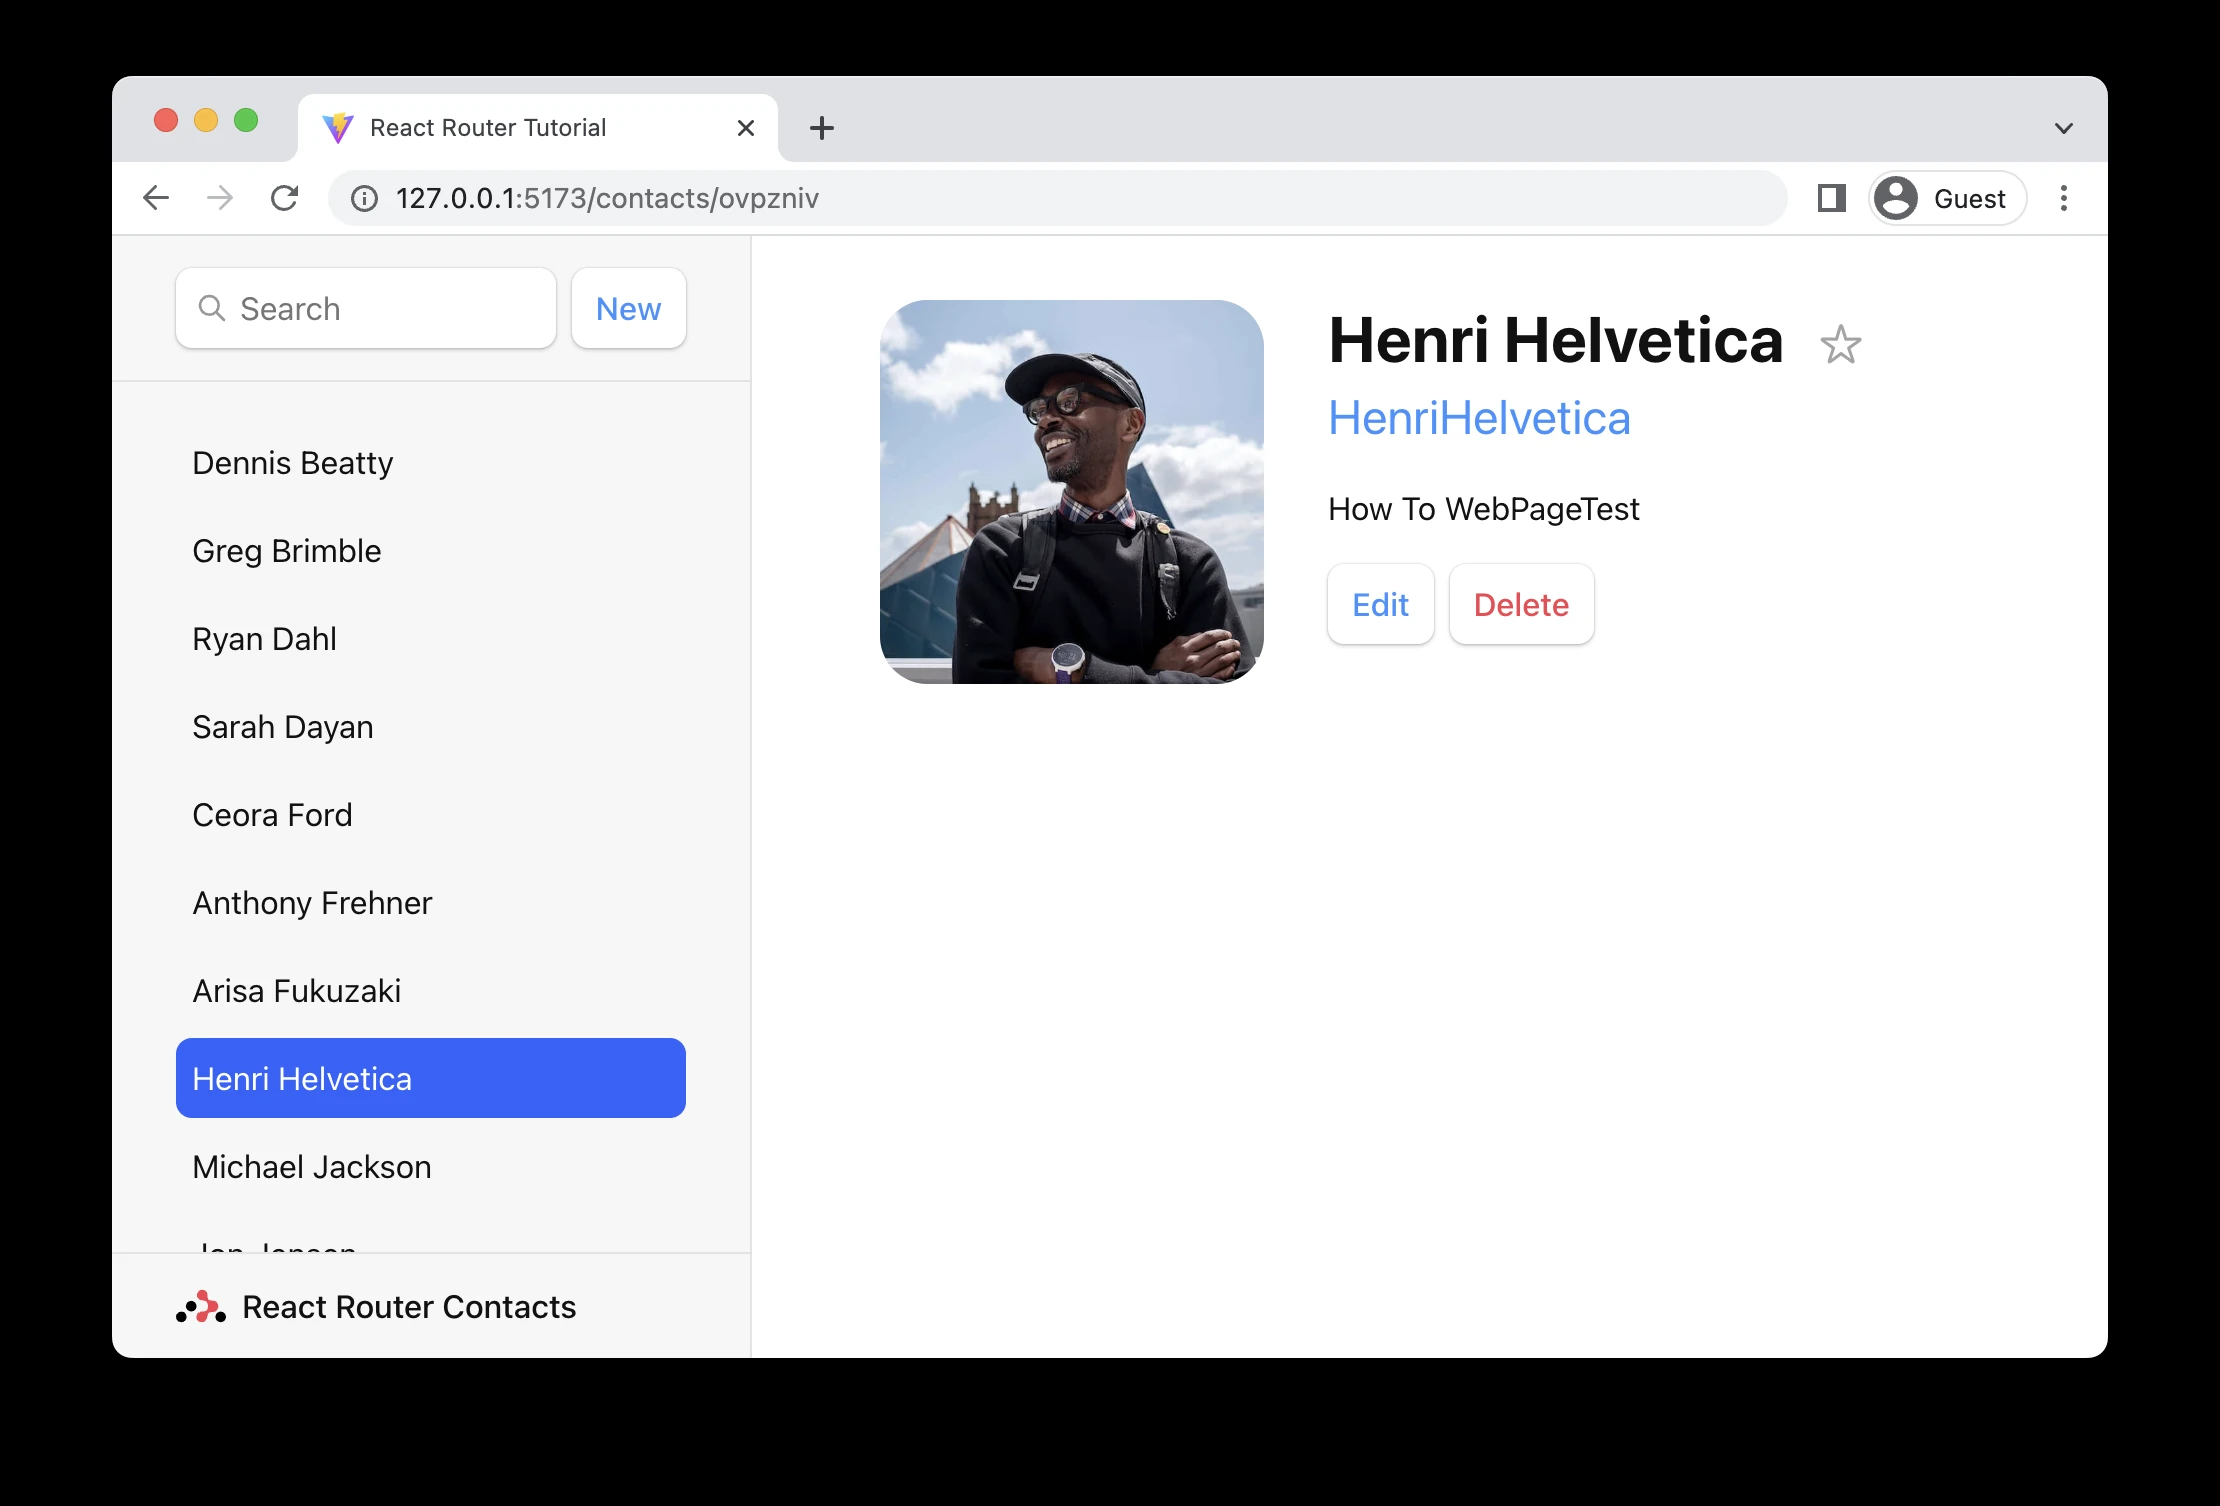 React Router Tutorial
127.0.0.1:5173/contacts/ovpzniv
Guest
Search
New
Dennis Beatty
Greg Brimble
Ryan Dahl
Sarah Dayan
Ceora Ford
Anthony Frehner
Arisa Fukuzaki
Henri Helvetica
Michael Jackson
React Router Contacts
Henri Helvetica
HenriHelvetica
How To WebPageTest
Edit
Delete